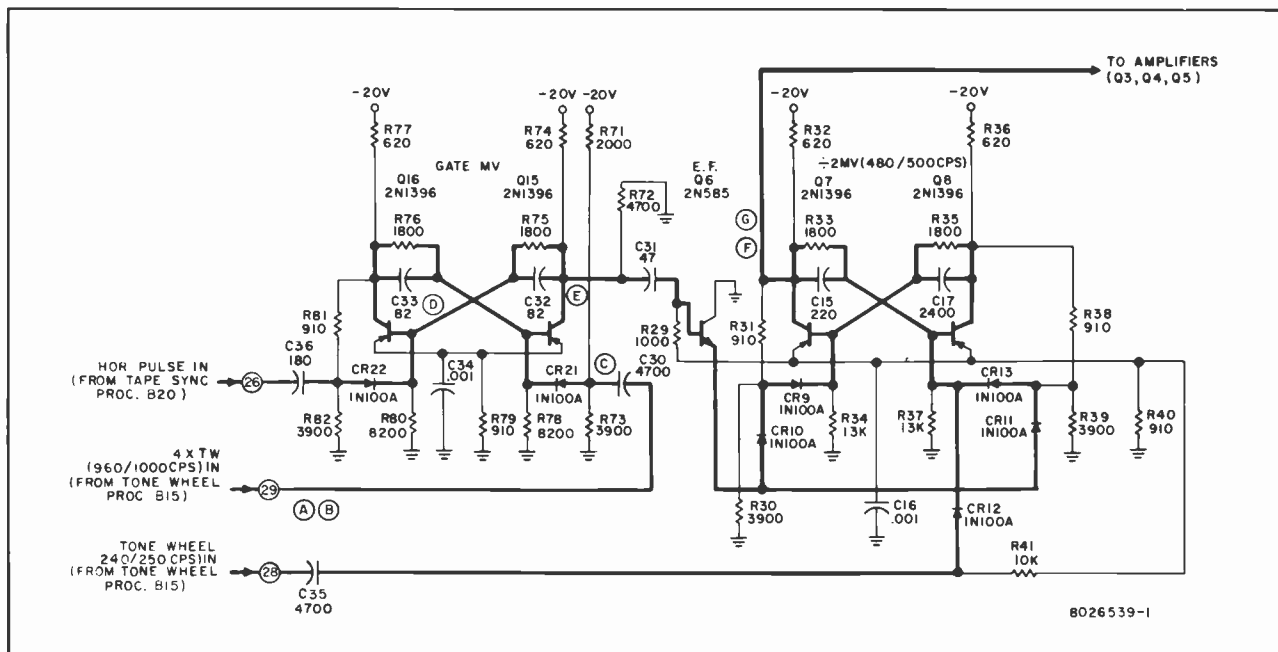 TO AMPLIFIERS
(Q3,Q4,Q5)
-20V
-20V
-20V
-20V
-20V
R77
620
R74
620
R71
2000
R32
620
R36
620
GATE MV
E.F.
Q6
2N585
÷2MV(480/500CPS)
Q16
2N1396
Q15
2N1396
Q7
2N1396
Q8
2N1396
R72
4700
R76
1800
R75
1800
G
R33
1800
R35
1800
F
C31
47
C33
82
D
C32
82
E
C15
220
C17
2400
R81
910
R29
1000
R31
910
R38
910
C36
180
C34
.001
C
C30
4700
HOR PULSE IN
(FROM TAPE SYNC
PROC. B20)
26
CR22
1N100A
CR21
1N100A
CR9
1N100A
CR13
1N100A
R82
3900
R80
8200
R79
910
R78
8200
R73
3900
CR10
1N100A
R34
13K
R37
13K
CR11
1N100A
R39
3900
R40
910
4 X TW
(960/1000CPS)IN
(FROM TONE WHEEL
PROC B15)
29
A
B
R30
3900
C16
.001
CR12
1N100A
TONE WHEEL
240/250 CPS)IN
(FROM TONE WHEEL
PROC. B15)
28
C35
4700
R41
10K
8026539-1